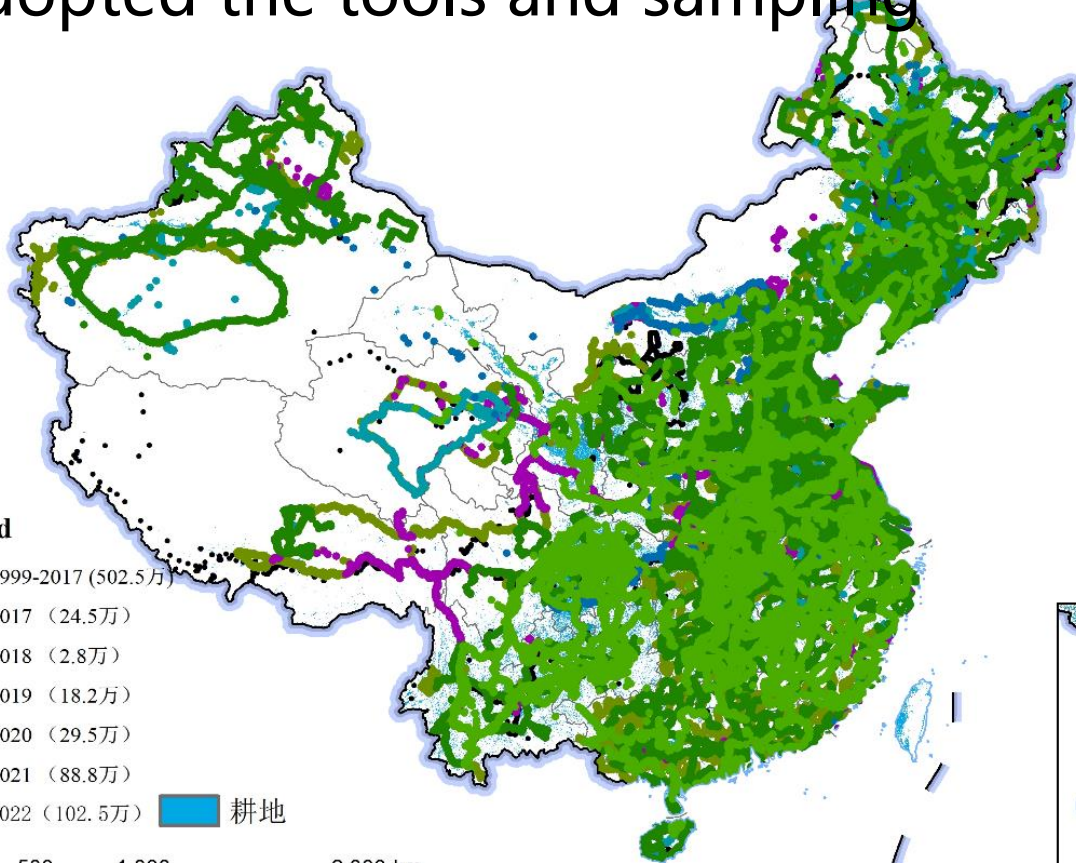 dopted the tools and sampling
d
999-2017 (502.5万)
017 （24.5万）
018 （2.8万）
019 （18.2万）
020 （29.5万）
021 （88.8万）
022（102.5万）
耕地